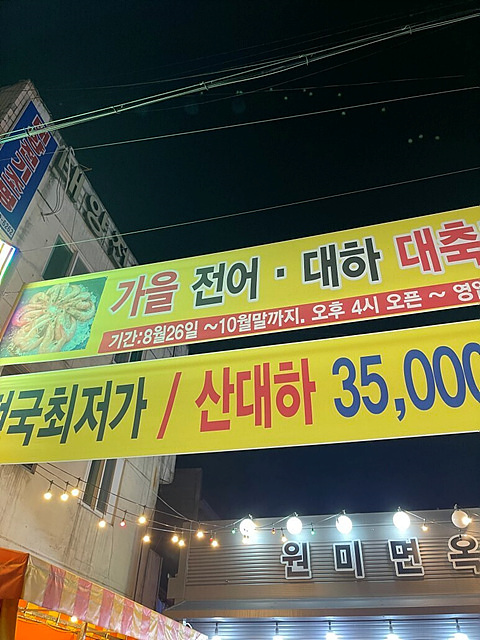 가을 전어 · 대하 대축
기간:8월26일 ~10월말까지. 오후 4시 오픈 ~ 영업
전국최저가 / 산대하 35,000
원미면옥